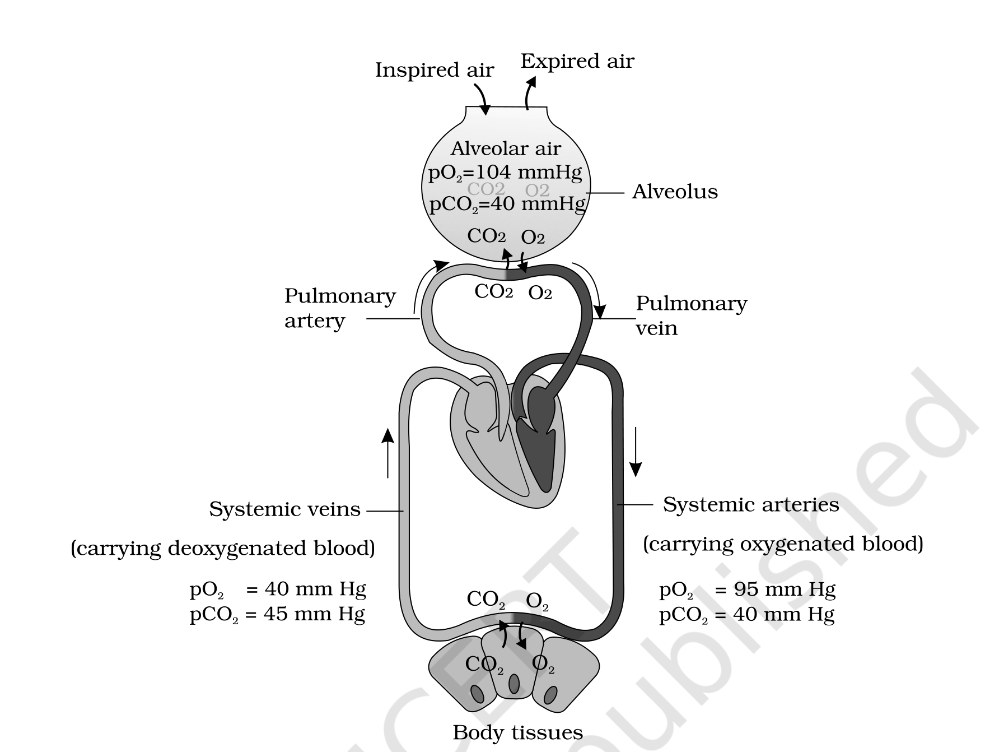 Inspired air
Expired air
Alveolar air
pO₂=104 mmHg
CO2 O2
pCO₂=40 mmHg
Alveolus
CO2 O2
CO2 O2
Pulmonary
artery
Pulmonary
vein
Systemic veins
(carrying deoxygenated blood)
pO₂ = 40 mm Hg
pCO₂ = 45 mm Hg
Systemic arteries
(carrying oxygenated blood)
pO₂ = 95 mm Hg
pCO₂ = 40 mm Hg
CO₂ O₂
CO₂ O₂
Body tissues